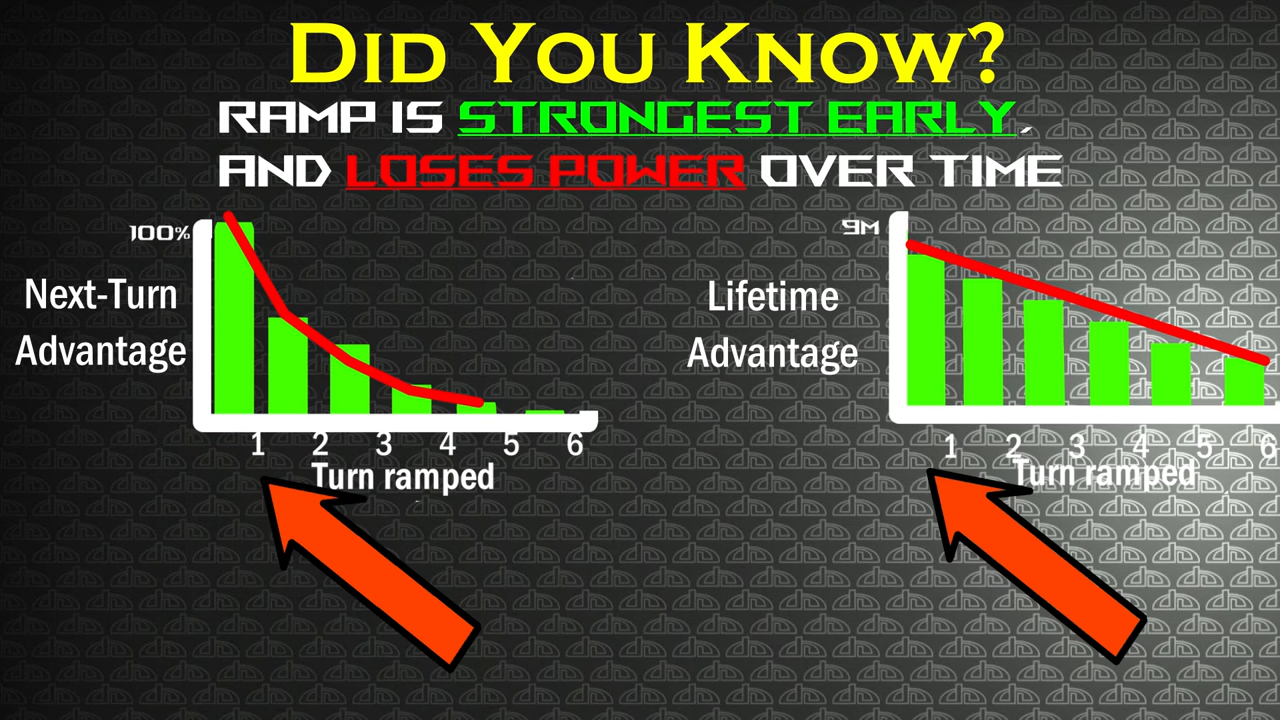 DID YOU KNOW?
RAMP IS STRONGEST EARLY,
AND LOSES POWER OVER TIME
100%
Next-Turn
Advantage
1 2 3 4 5 6
Turn ramped
9M
Lifetime
Advantage
1 2 3 4 5 6
Turn ramped